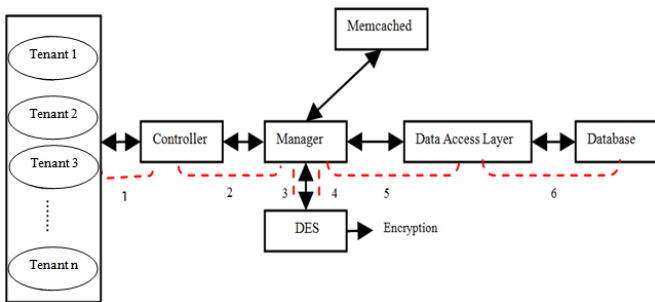 Memcached
Tenant 1
Tenant 2
Tenant 3
Tenant n
Controller
Manager
Data Access Layer
Database
1
2
3
4
5
6
DES
Encryption